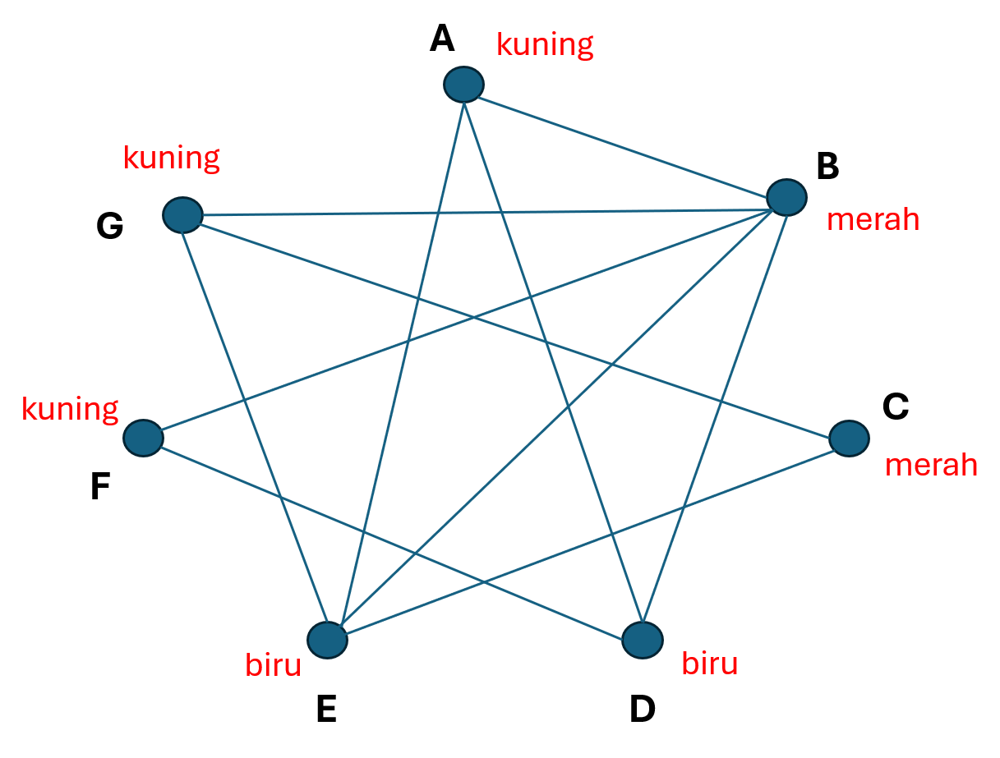 A
kuning
kuning
G
B
merah
kuning
F
C
merah
biru
E
biru
D